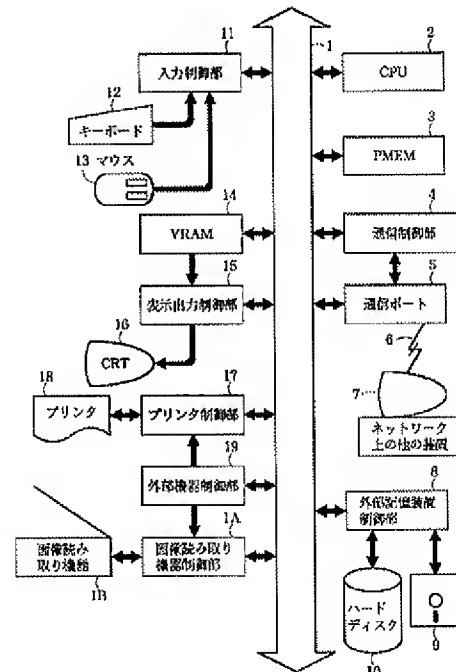 11
入力制御部
12
キーボード
13 マウス
14
VRAM
15
表示出力制御部
16
CRT
17
18
プリンタ
プリンタ制御部
19
外部機器制御部
1A
画像読み取り
機器制御部
画像読み
取り機器
1B
1
2
CPU
3
PMEM
4
通信制御部
5
通信ポート
6
7
ネットワーク
上の他の装置
8
外部記憶装置
制御部
ハード
ディスク
9
10